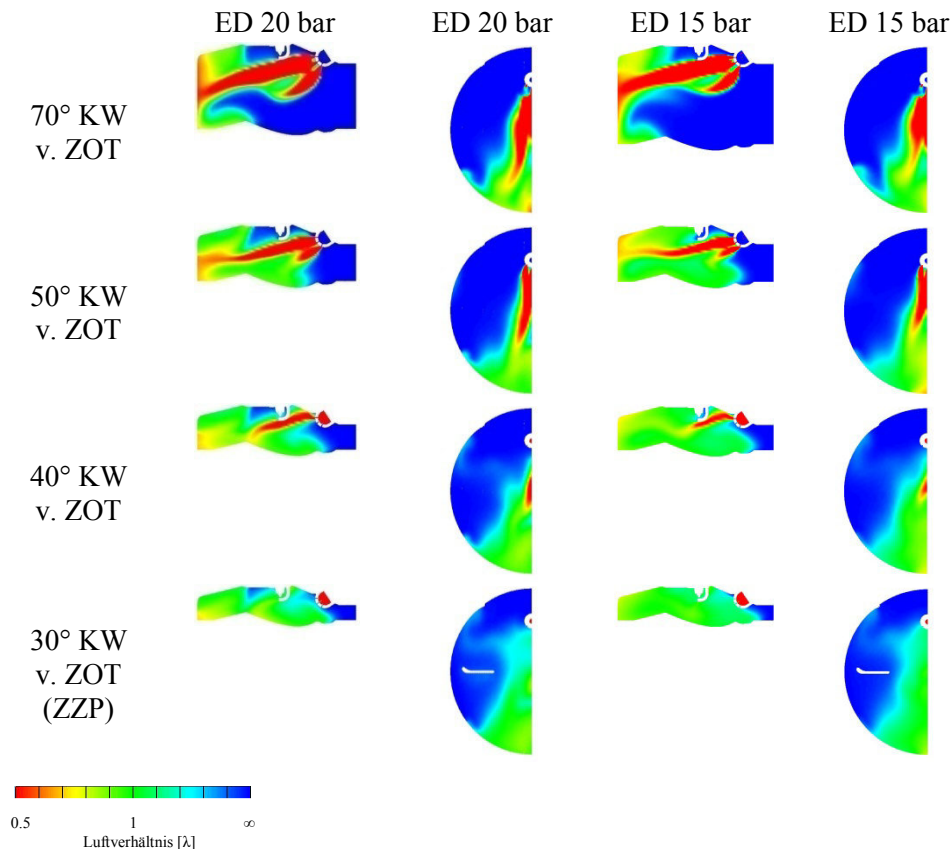 ED 20 bar ED 20 bar ED 15 bar ED 15 bar
70° KW
v. ZOT
50° KW
v. ZOT
40° KW
v. ZOT
30° KW
v. ZOT
(ZZP)
0.5 1 ∞
Luftverhältnis [λ]